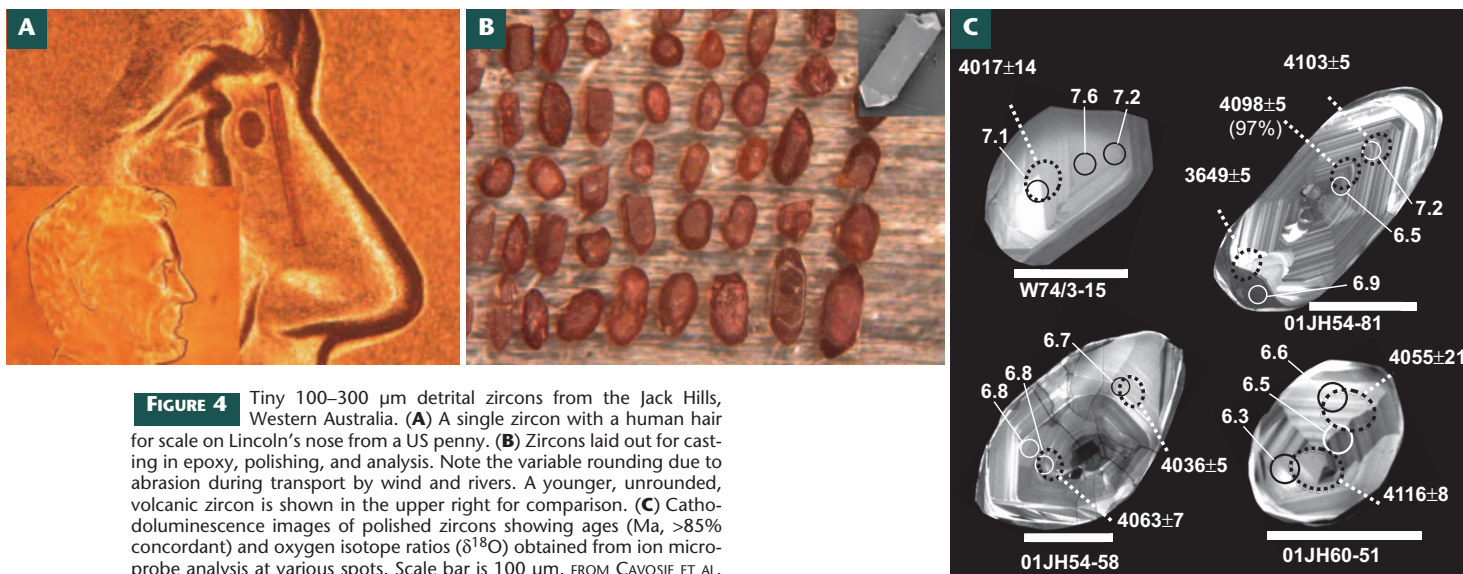 A
B
C
4017±14
7.6
7.2
7.1
W74/3-15
4103±5
4098±5
(97%)
3649±5
7.2
6.5
6.9
01JH54-81
6.7
6.8
6.8
4036±5
4063±7
01JH54-58
6.6
4055±21
6.5
6.3
4116±8
01JH60-51
FIGURE 4 Tiny 100–300 µm detrital zircons from the Jack Hills,
Western Australia. (A) A single zircon with a human hair
for scale on Lincoln’s nose from a US penny. (B) Zircons laid out for cast-
ing in epoxy, polishing, and analysis. Note the variable rounding due to
abrasion during transport by wind and rivers. A younger, unrounded,
volcanic zircon is shown in the upper right for comparison. (C) Catho-
doluminescence images of polished zircons showing ages (Ma, >85%
concordant) and oxygen isotope ratios (δ¹⁸O) obtained from ion micro-
probe analysis at various spots. Scale bar is 100 µm. FROM CAVOSIE ET AL.